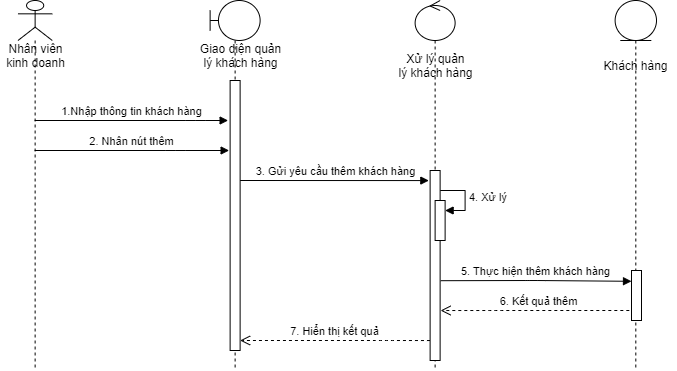 Nhân viên
kinh doanh
Giao diện quản
lý khách hàng
Xử lý quản
lý khách hàng
Khách hàng
1.Nhập thông tin khách hàng
2. Nhân nút thêm
3. Gửi yêu cầu thêm khách hàng
4. Xử lý
5. Thực hiện thêm khách hàng
6. Kết quả thêm
7. Hiển thị kết quả